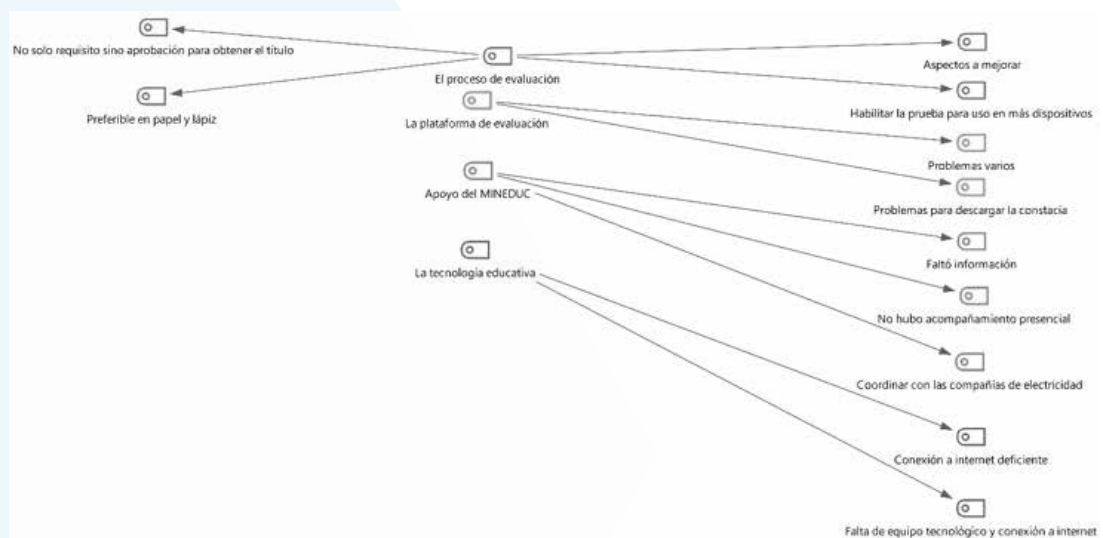 No solo requisito sino aprobación para obtener el título
Preferible en papel y lápiz
El proceso de evaluación
La plataforma de evaluación
Apoyo del MINEDUC
La tecnología educativa
Aspectos a mejorar
Habilitar la prueba para uso en más dispositivos
Problemas varios
Problemas para descargar la constacia
Faltó información
No hubo acompañamiento presencial
Coordinar con las compañías de electricidad
Conexión a internet deficiente
Falta de equipo tecnológico y conexión a internet